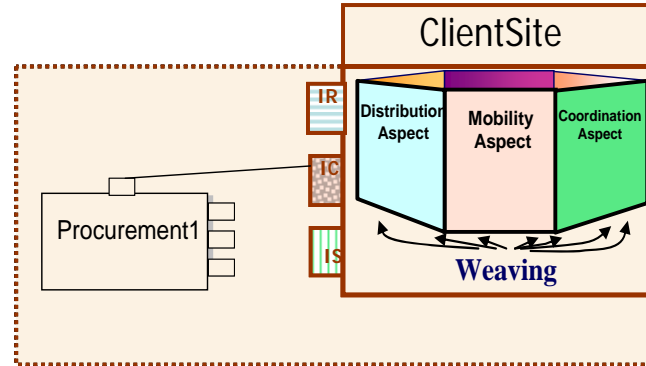 ClientSite
IR
Distribution
Aspect
Mobility
Aspect
Coordination
Aspect
IC
Procurement1
IS
Weaving